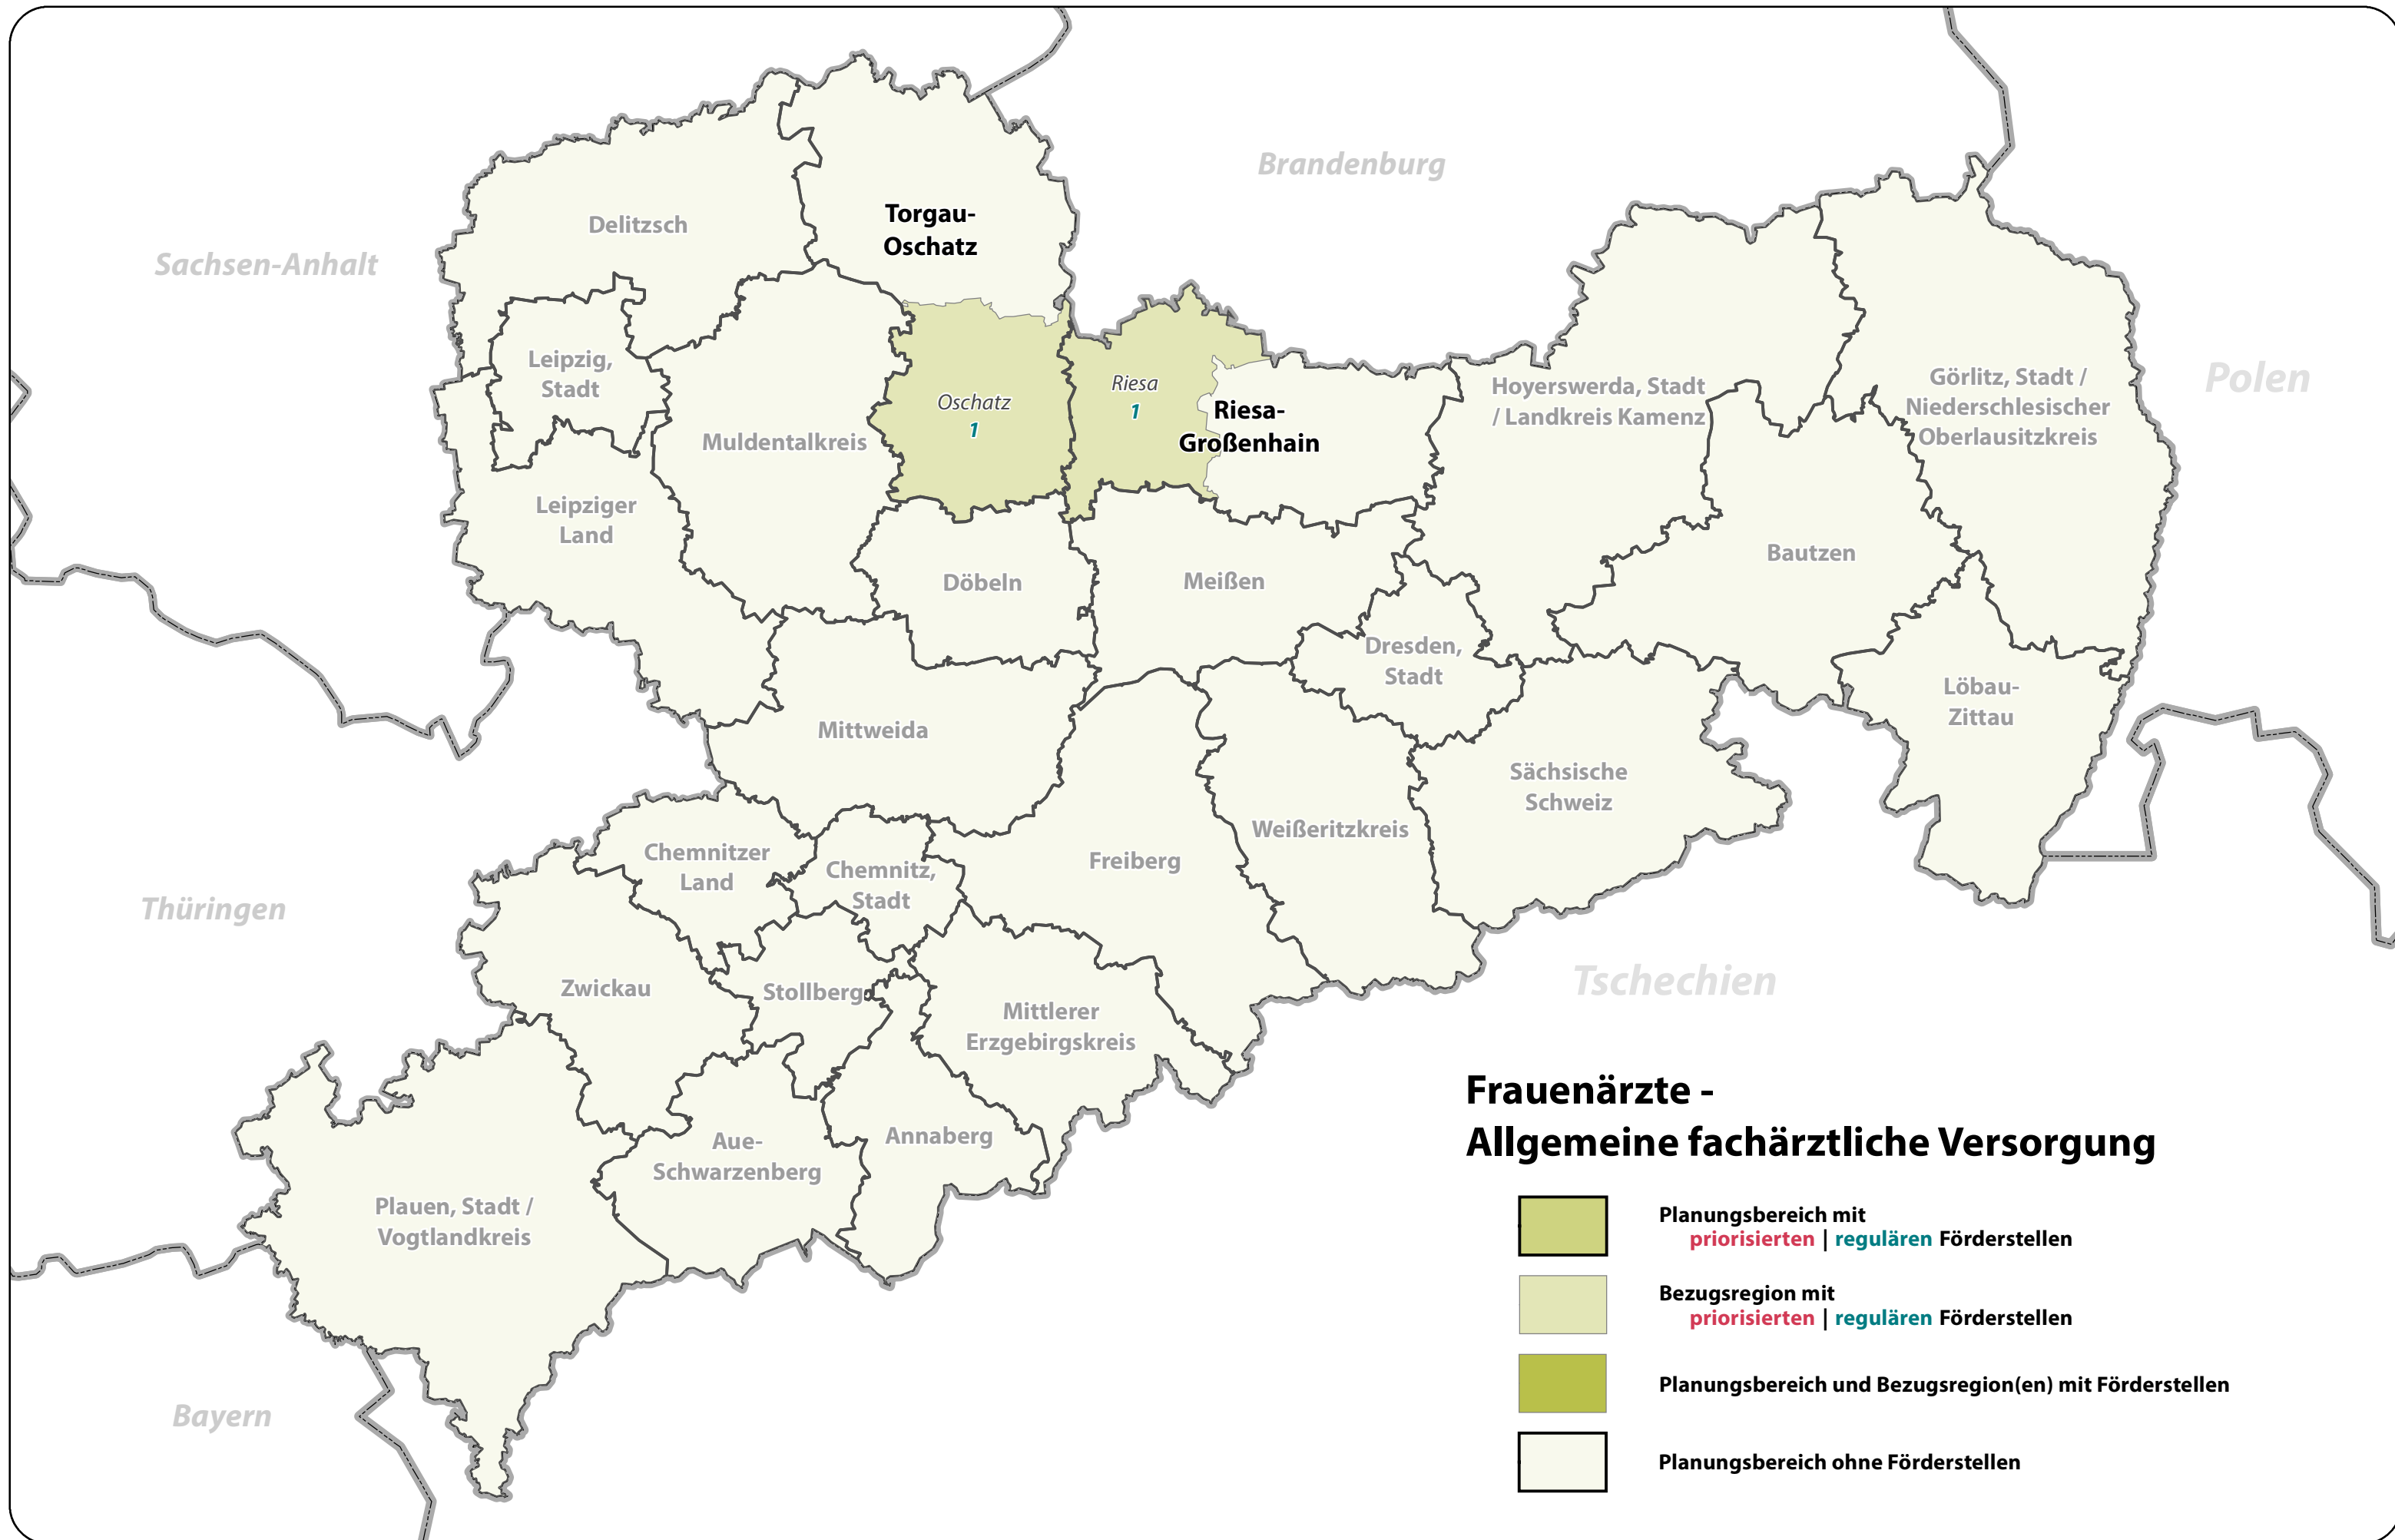 Brandenburg
Sachsen-Anhalt
Polen
Thüringen
Tschechien
Bayern
Delitzsch
Torgau-
Oschatz
Leipzig,
Stadt
Oschatz
1
Riesa
1
Riesa-
Großenhain
Hoyerswerda, Stadt
/ Landkreis Kamenz
Görlitz, Stadt /
Niederschlesischer
Oberlausitzkreis
Muldentalkreis
Leipziger
Land
Döbeln
Meißen
Bautzen
Dresden,
Stadt
Löbau-
Zittau
Mittweida
Sächsische
Schweiz
Weißeritzkreis
Chemnitzer
Land
Chemnitz,
Stadt
Freiberg
Zwickau
Stollberg
Mittlerer
Erzgebirgskreis
Aue-
Schwarzenberg
Annaberg
Plauen, Stadt /
Vogtlandkreis
Frauenärzte -
Allgemeine fachärztliche Versorgung
Planungsbereich mit
priorisierten | regulären Förderstellen
Bezugsregion mit
priorisierten | regulären Förderstellen
Planungsbereich und Bezugsregion(en) mit Förderstellen
Planungsbereich ohne Förderstellen